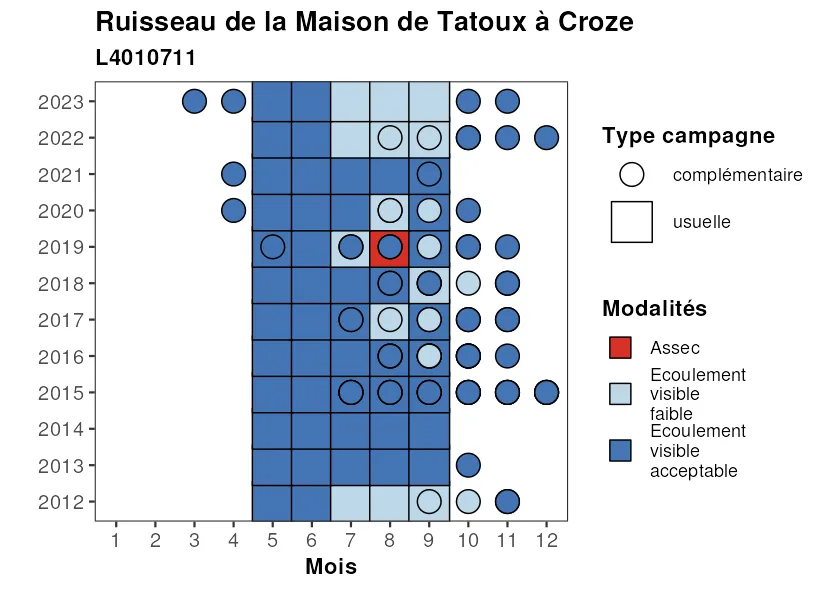 Ruisseau de la Maison de Tatoux à Croze
L4010711
2023
2022
2021
2020
2019
2018
2017
2016
2015
2014
2013
2012
1 2 3 4 5 6 7 8 9 10 11 12
Mois
Type campagne
complémentaire
usuelle
Modalités
Assec
Ecoulement
visible
faible
Ecoulement
visible
acceptable